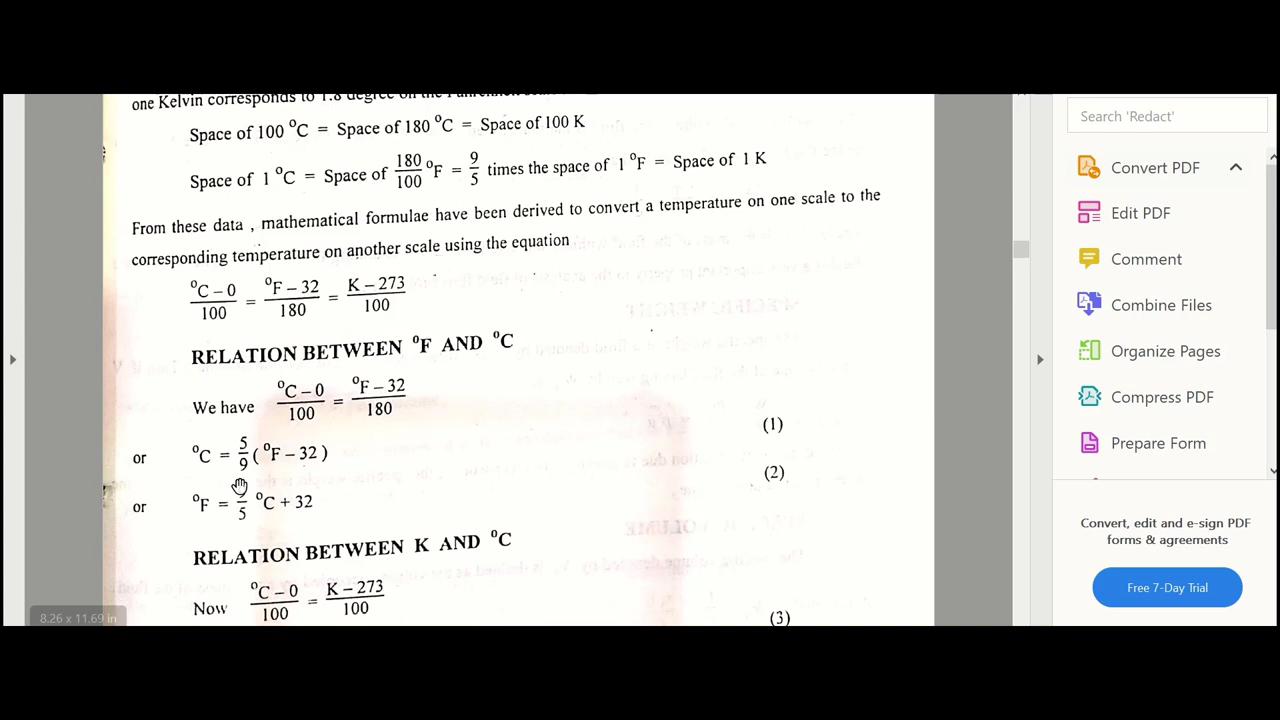 one Kelvin corresponds to 1.8 degree on the Fahrenheit
Space of 100 °C = Space of 180 °C = Space of 100 K
Space of 1 °C = Space of 180/100 °F = 9/5 times the space of 1 °F = Space of 1 K
From these data , mathematical formulae have been derived to convert a temperature on one scale to the
corresponding temperature on another scale using the equation
°C – 0 / 100 = °F – 32 / 180 = K – 273 / 100
RELATION BETWEEN °F AND °C
We have °C – 0 / 100 = °F – 32 / 180
(1)
or °C = 5/9 ( °F – 32 )
(2)
or °F = 9/5 °C + 32
RELATION BETWEEN K AND °C
Now °C – 0 / 100 = K – 273 / 100
(3)
8.26 x 11.69 in
Search 'Redact'
Convert PDF
Edit PDF
Comment
Combine Files
Organize Pages
Compress PDF
Prepare Form
Convert, edit and e-sign PDF
forms & agreements
Free 7-Day Trial